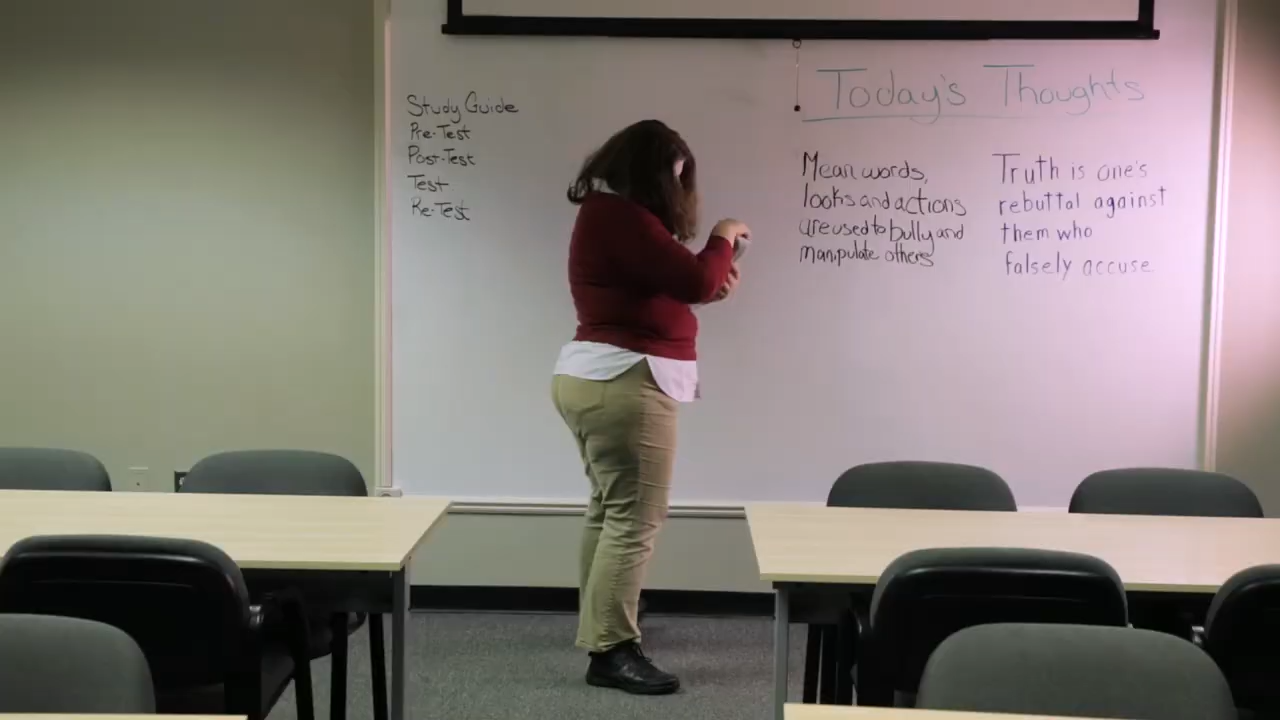 Study Guide
Pre-Test
Post-Test
Test
Re-Test
Today's Thoughts
Mean words,
looks and actions
are used to bully and
manipulate others
Truth is one's
rebuttal against
them who
falsely accuse.